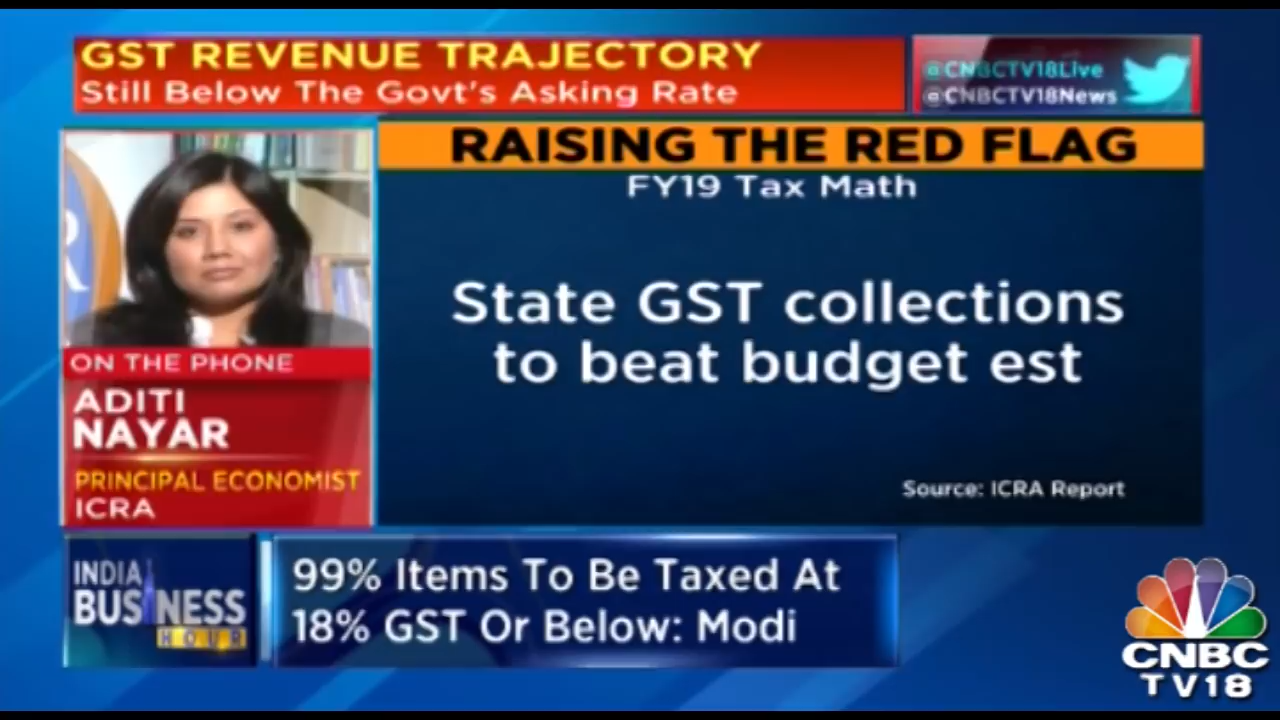 GST REVENUE TRAJECTORY
Still Below The Govt's Asking Rate
@CNBCTV18Live
@CNBCTV18News
RAISING THE RED FLAG
FY19 Tax Math
State GST collections
to beat budget est
Source: ICRA Report
ON THE PHONE
ADITI
NAYAR
PRINCIPAL ECONOMIST
ICRA
INDIA
BUSINESS
HOUR
99% Items To Be Taxed At
18% GST Or Below: Modi
CNBC
TV18